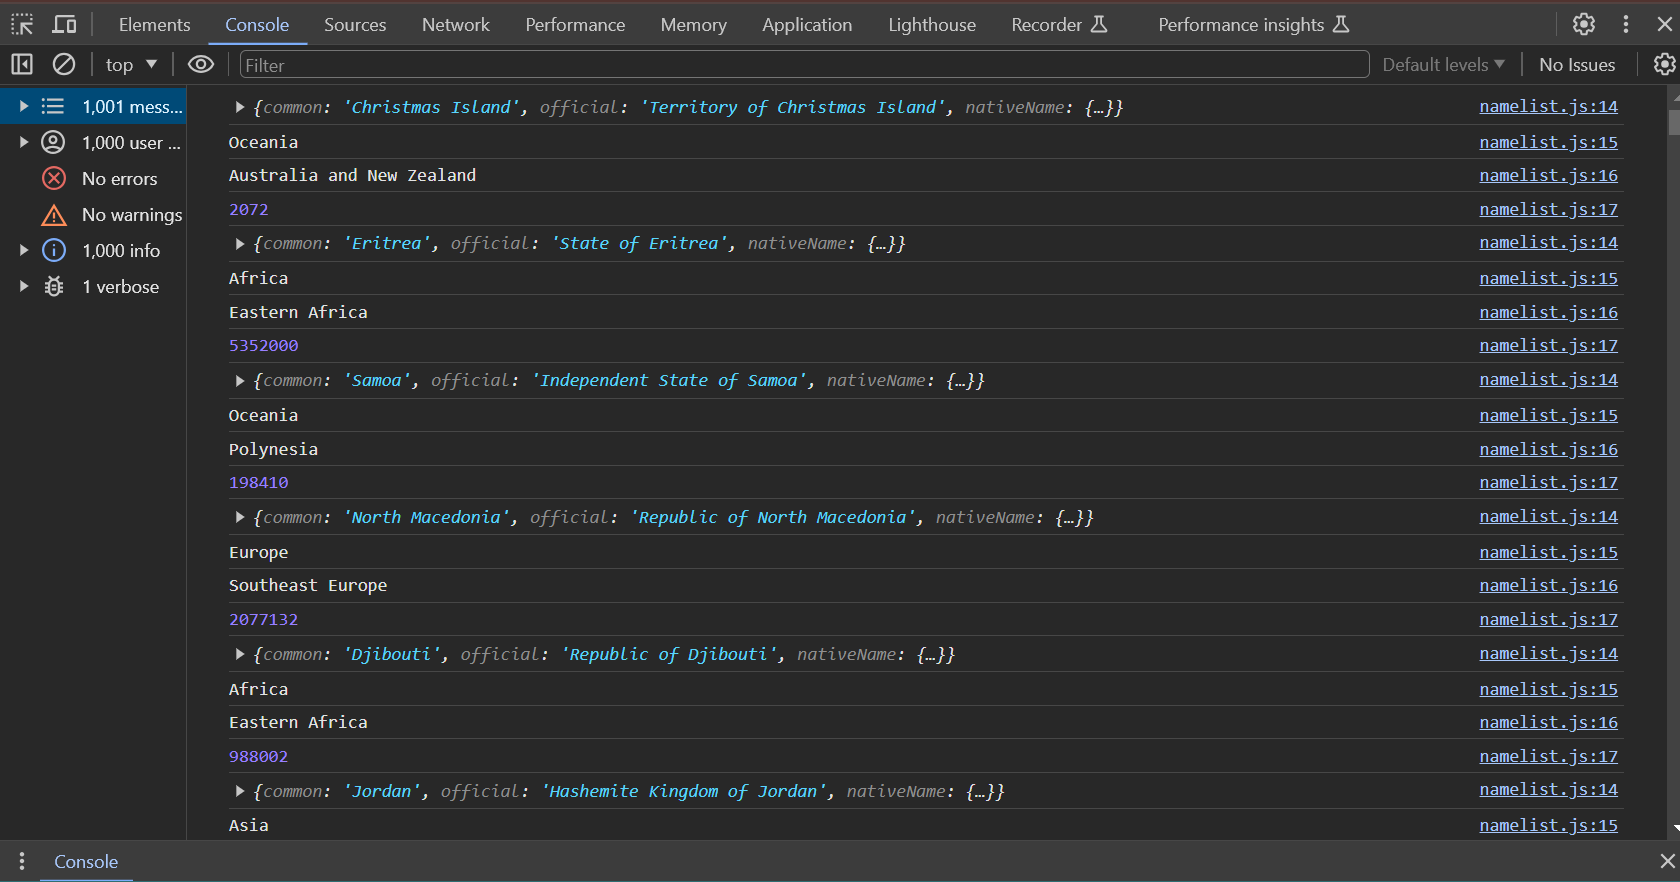 Elements Console Sources Network Performance Memory Application Lighthouse Recorder Performance insights
top Filter Default levels No Issues
1,001 mess...
1,000 user ...
No errors
No warnings
1,000 info
1 verbose
{common: 'Christmas Island', official: 'Territory of Christmas Island', nativeName: {…}} namelist.js:14
Oceania namelist.js:15
Australia and New Zealand namelist.js:16
2072 namelist.js:17
{common: 'Eritrea', official: 'State of Eritrea', nativeName: {…}} namelist.js:14
Africa namelist.js:15
Eastern Africa namelist.js:16
5352000 namelist.js:17
{common: 'Samoa', official: 'Independent State of Samoa', nativeName: {…}} namelist.js:14
Oceania namelist.js:15
Polynesia namelist.js:16
198410 namelist.js:17
{common: 'North Macedonia', official: 'Republic of North Macedonia', nativeName: {…}} namelist.js:14
Europe namelist.js:15
Southeast Europe namelist.js:16
2077132 namelist.js:17
{common: 'Djibouti', official: 'Republic of Djibouti', nativeName: {…}} namelist.js:14
Africa namelist.js:15
Eastern Africa namelist.js:16
988002 namelist.js:17
{common: 'Jordan', official: 'Hashemite Kingdom of Jordan', nativeName: {…}} namelist.js:14
Asia namelist.js:15
Console